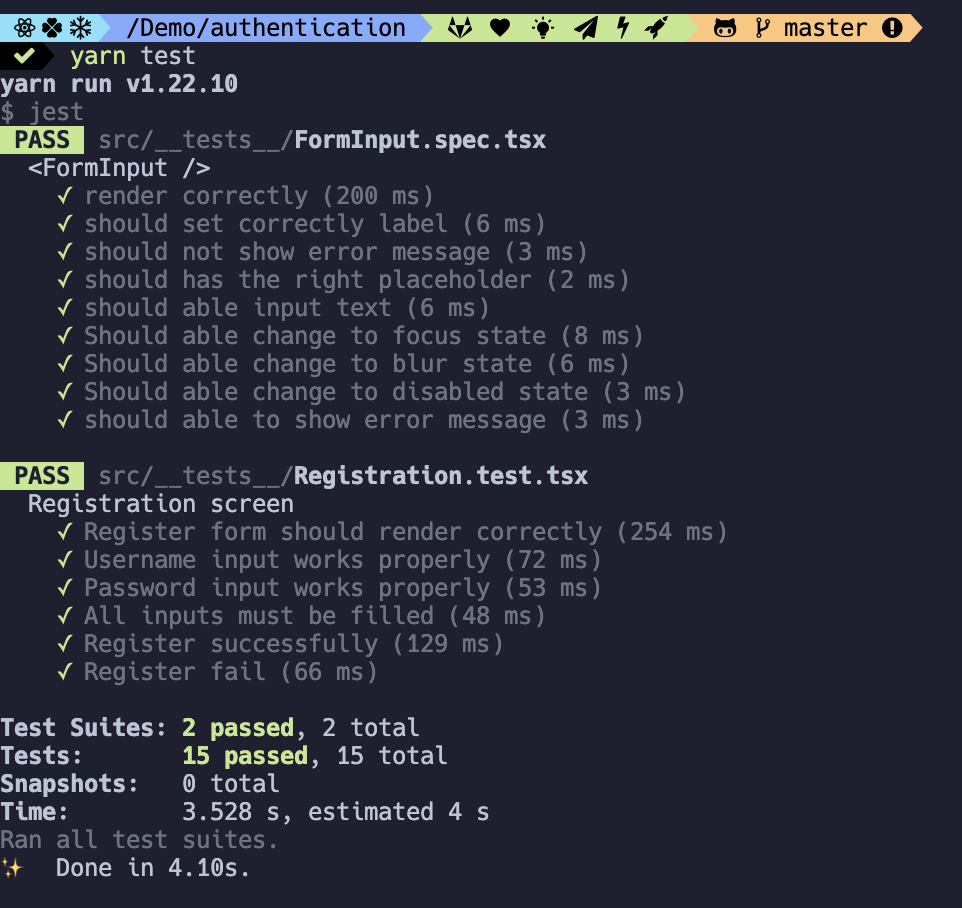 /Demo/authentication master
✓ yarn test
yarn run v1.22.10
$ jest
PASS src/__tests__/FormInput.spec.tsx
<FormInput />
✓ render correctly (200 ms)
✓ should set correctly label (6 ms)
✓ should not show error message (3 ms)
✓ should has the right placeholder (2 ms)
✓ should able input text (6 ms)
✓ Should able change to focus state (8 ms)
✓ Should able change to blur state (6 ms)
✓ Should able change to disabled state (3 ms)
✓ should able to show error message (3 ms)
PASS src/__tests__/Registration.test.tsx
Registration screen
✓ Register form should render correctly (254 ms)
✓ Username input works properly (72 ms)
✓ Password input works properly (53 ms)
✓ All inputs must be filled (48 ms)
✓ Register successfully (129 ms)
✓ Register fail (66 ms)
Test Suites: 2 passed, 2 total
Tests: 15 passed, 15 total
Snapshots: 0 total
Time: 3.528 s, estimated 4 s
Ran all test suites.
✨ Done in 4.10s.